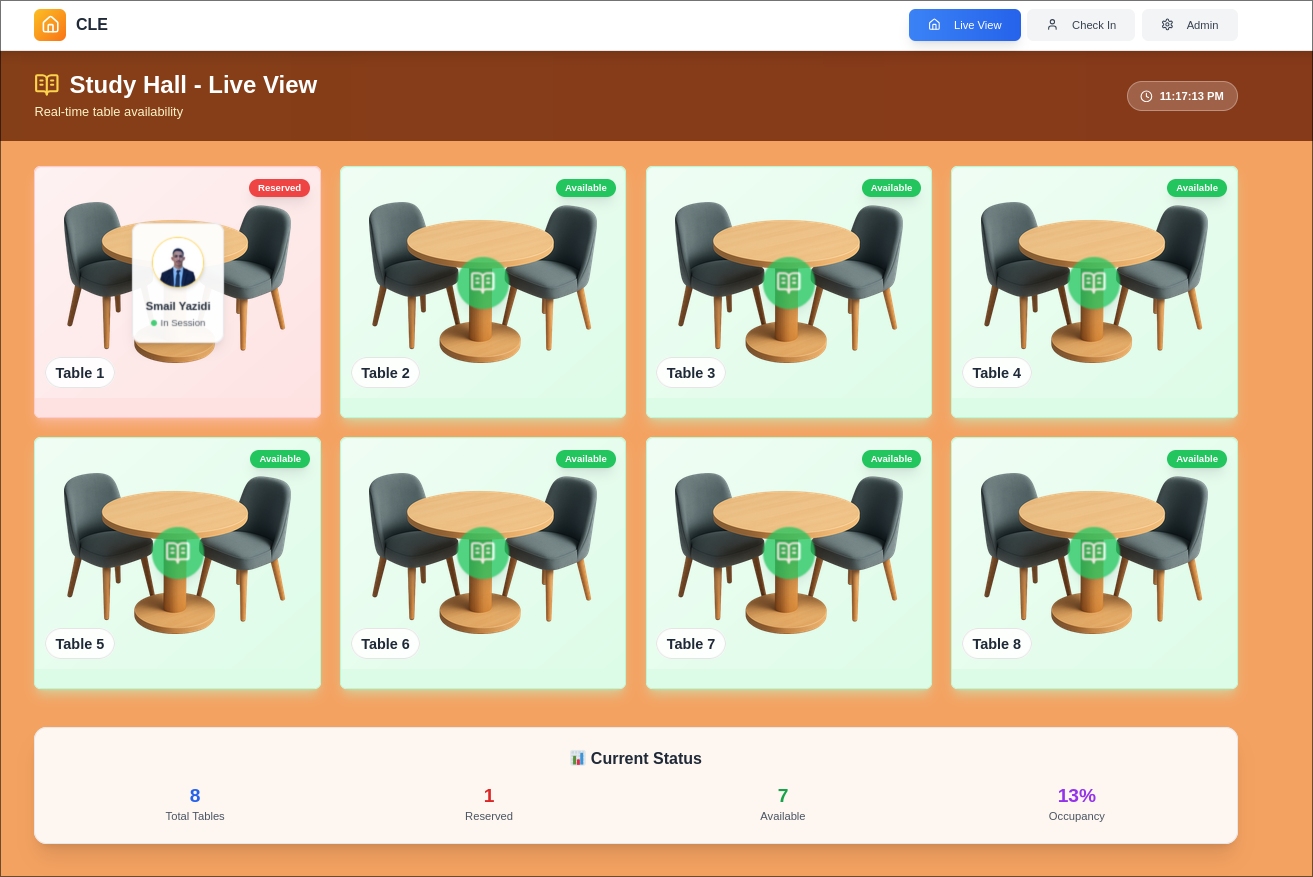 CLE
Live View
Check In
Admin
Study Hall - Live View
Real-time table availability
11:17:13 PM
Reserved
Smail Yazidi
In Session
Table 1
Available
Table 2
Available
Table 3
Available
Table 4
Available
Table 5
Available
Table 6
Available
Table 7
Available
Table 8
Current Status
8
Total Tables
1
Reserved
7
Available
13%
Occupancy